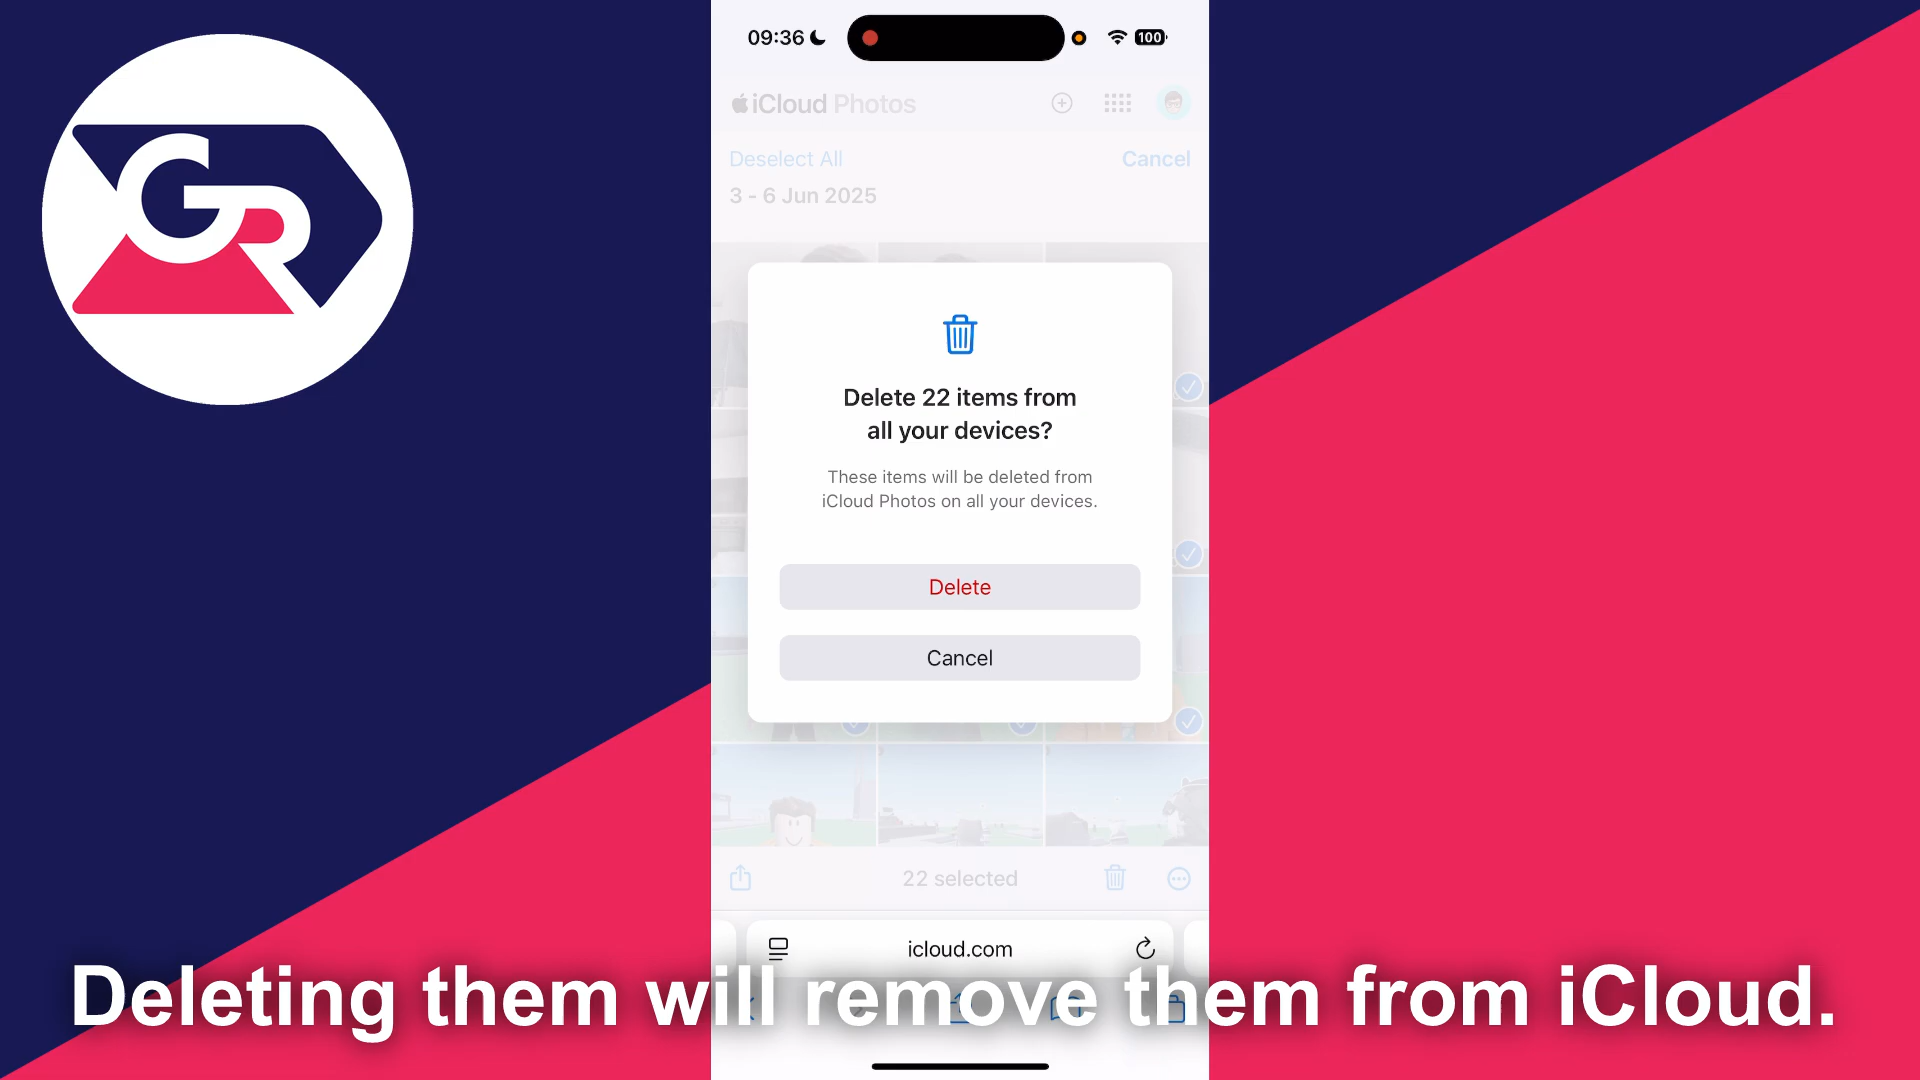 GR
09:36
100
iCloud Photos
Deselect All
Cancel
3 - 6 Jun 2025
Delete 22 items from
all your devices?
These items will be deleted from
iCloud Photos on all your devices.
Delete
Cancel
22 selected
icloud.com
Deleting them will remove them from iCloud.